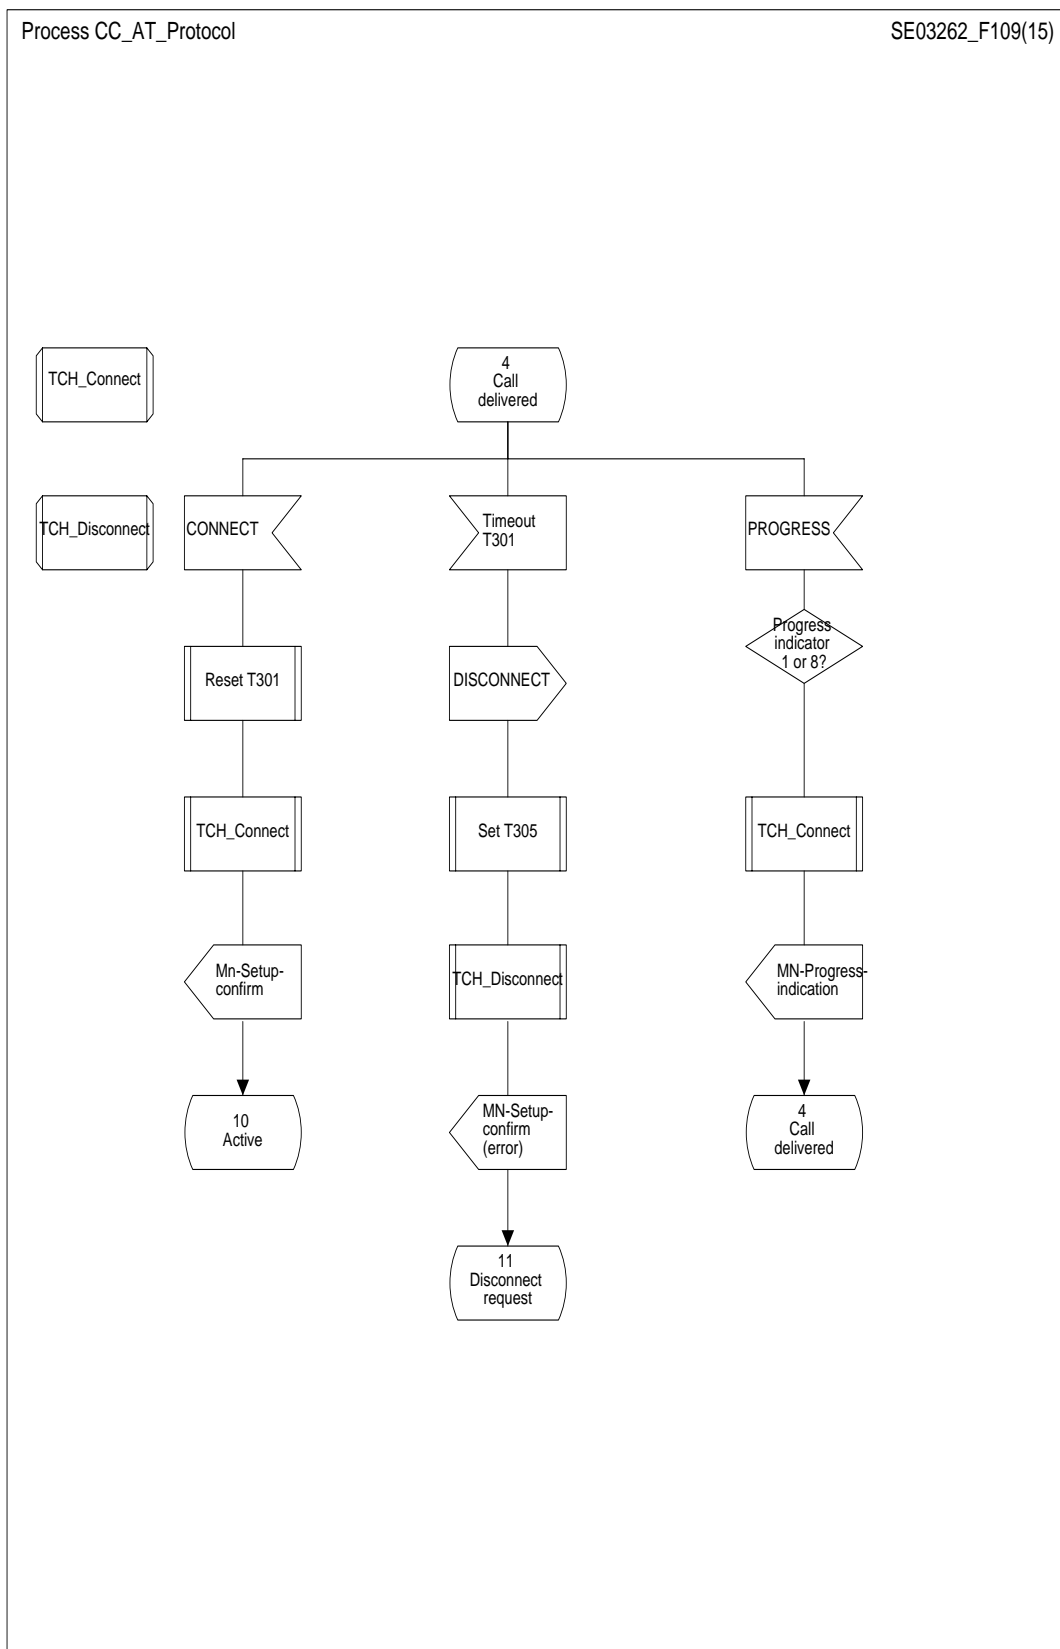 Process CC_AT_Protocol
SE03262_F109(15)
TCH_Connect
4
Call
delivered
TCH_Disconnect
CONNECT
Timeout
T301
PROGRESS
Progress
indicator
1 or 8?
Reset T301
DISCONNECT
TCH_Connect
Set T305
TCH_Connect
Mn-Setup-
confirm
TCH_Disconnect
MN-Progress-
indication
10
Active
MN-Setup-
confirm
(error)
4
Call
delivered
11
Disconnect
request